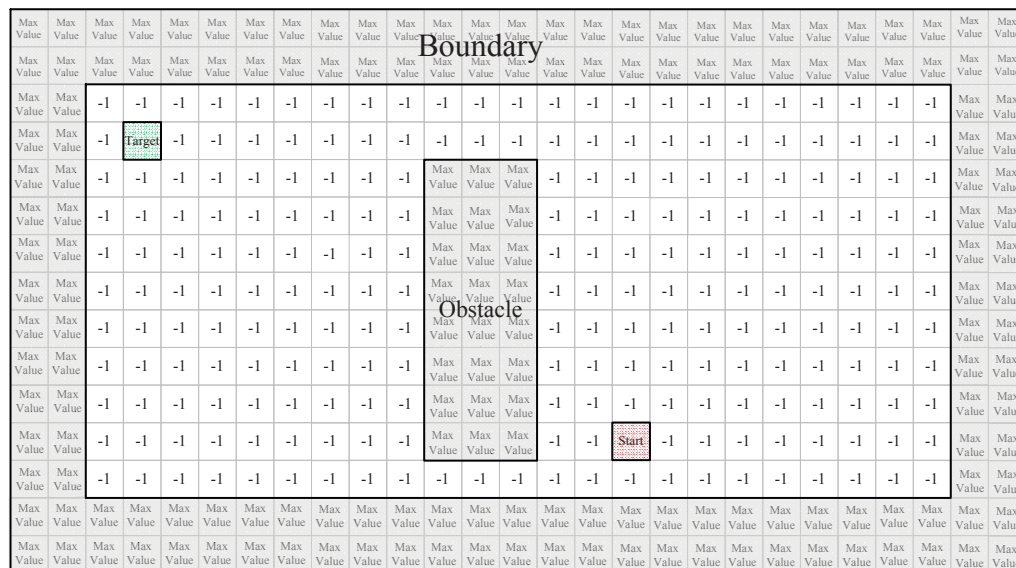 Max Max Max Max Max Max Max Max Max Max Max Max Max Max Max Max Max Max Max Max Max Max Max Max Max Max Max
Value Value Value Value Value Value Value Value Value Value Value Value Value Value Value Value Value Value Value Value Value Value Value Value Value Value Value
Boundary
Max Max Max Max Max Max Max Max Max Max Max Max Max Max Max Max Max Max Max Max Max Max Max Max Max Max Max
Value Value Value Value Value Value Value Value Value Value Value Value Value Value Value Value Value Value Value Value Value Value Value Value Value Value Value
Max Max Max Max
-1 -1 -1 -1 -1 -1 -1 -1 -1 -1 -1 -1 -1 -1 -1 -1 -1 -1 -1 -1 -1 -1 -1
Value Value Value Value
Max Max Max Max
-1 Target -1 -1 -1 -1 -1 -1 -1 -1 -1 -1 -1 -1 -1 -1 -1 -1 -1 -1 -1 -1 -1
Value Value Value Value
Max Max Max Max Max Max Max
-1 -1 -1 -1 -1 -1 -1 -1 -1 -1 -1 -1 -1 -1 -1 -1 -1 -1 -1 -1
Value Value Value Value Value Value Value
Max Max Max Max Max Max Max
-1 -1 -1 -1 -1 -1 -1 -1 -1 -1 -1 -1 -1 -1 -1 -1 -1 -1 -1 -1
Value Value Value Value Value Value Value
Max Max Max Max Max Max Max
-1 -1 -1 -1 -1 -1 -1 -1 -1 -1 -1 -1 -1 -1 -1 -1 -1 -1 -1 -1
Value Value Value Value Value Value Value
Max Max Max Max Max Max Max
-1 -1 -1 -1 -1 -1 -1 -1 -1 -1 -1 -1 -1 -1 -1 -1 -1 -1 -1 -1
Value Value Value Value Value Value Value
Obstacle
Max Max Max Max Max Max Max
-1 -1 -1 -1 -1 -1 -1 -1 -1 -1 -1 -1 -1 -1 -1 -1 -1 -1 -1 -1
Value Value Value Value Value Value Value
Max Max Max Max Max Max Max
-1 -1 -1 -1 -1 -1 -1 -1 -1 -1 -1 -1 -1 -1 -1 -1 -1 -1 -1 -1
Value Value Value Value Value Value Value
Max Max Max Max Max Max Max
-1 -1 -1 -1 -1 -1 -1 -1 -1 -1 -1 -1 -1 -1 -1 -1 -1 -1 -1 -1
Value Value Value Value Value Value Value
Max Max Max Max Max Max Max
-1 -1 -1 -1 -1 -1 -1 -1 -1 -1 -1 Start -1 -1 -1 -1 -1 -1 -1 -1
Value Value Value Value Value Value Value
Max Max Max Max
-1 -1 -1 -1 -1 -1 -1 -1 -1 -1 -1 -1 -1 -1 -1 -1 -1 -1 -1 -1 -1 -1 -1
Value Value Value Value
Max Max Max Max Max Max Max Max Max Max Max Max Max Max Max Max Max Max Max Max Max Max Max Max Max Max Max
Value Value Value Value Value Value Value Value Value Value Value Value Value Value Value Value Value Value Value Value Value Value Value Value Value Value Value
Max Max Max Max Max Max Max Max Max Max Max Max Max Max Max Max Max Max Max Max Max Max Max Max Max Max Max
Value Value Value Value Value Value Value Value Value Value Value Value Value Value Value Value Value Value Value Value Value Value Value Value Value Value Value